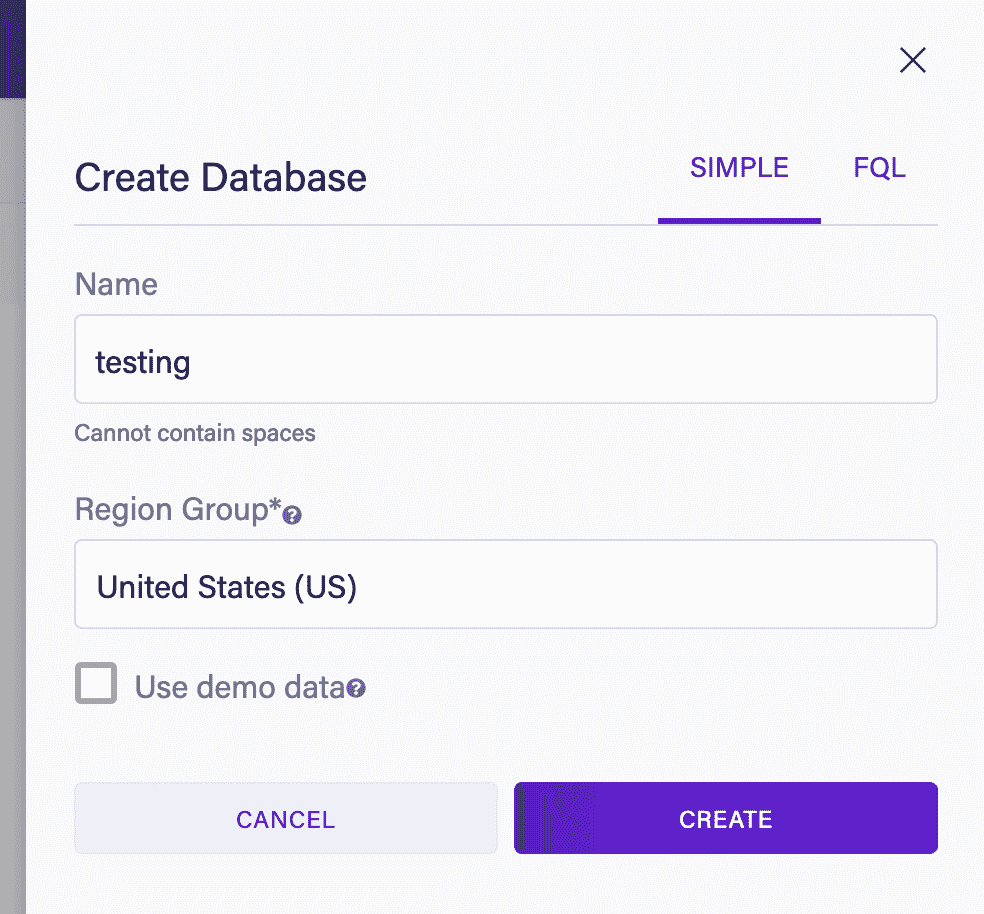 Create Database
SIMPLE
FQL
Name
testing
Cannot contain spaces
Region Group*
United States (US)
Use demo data
CANCEL
CREATE